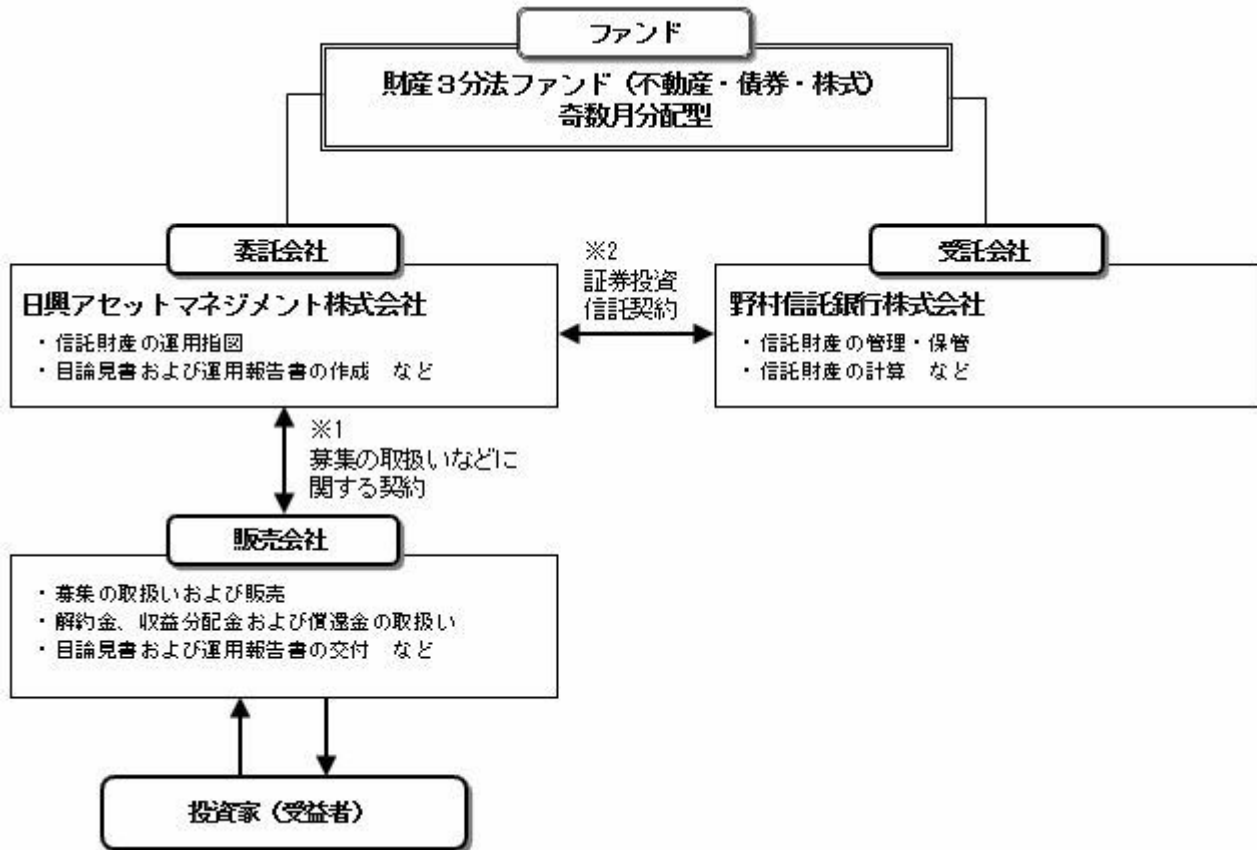 ファンド
財産3分法ファンド（不動産・債券・株式）
奇数月分配型
委託会社
日興アセットマネジメント株式会社
・信託財産の運用指図
・目論見書および運用報告書の作成　など
※2
証券投資
信託契約
受託会社
野村信託銀行株式会社
・信託財産の管理・保管
・信託財産の計算　など
※1
募集の取扱いなどに
関する契約
販売会社
・募集の取扱いおよび販売
・解約金、収益分配金および償還金の取扱い
・目論見書および運用報告書の交付　など
投資家（受益者）